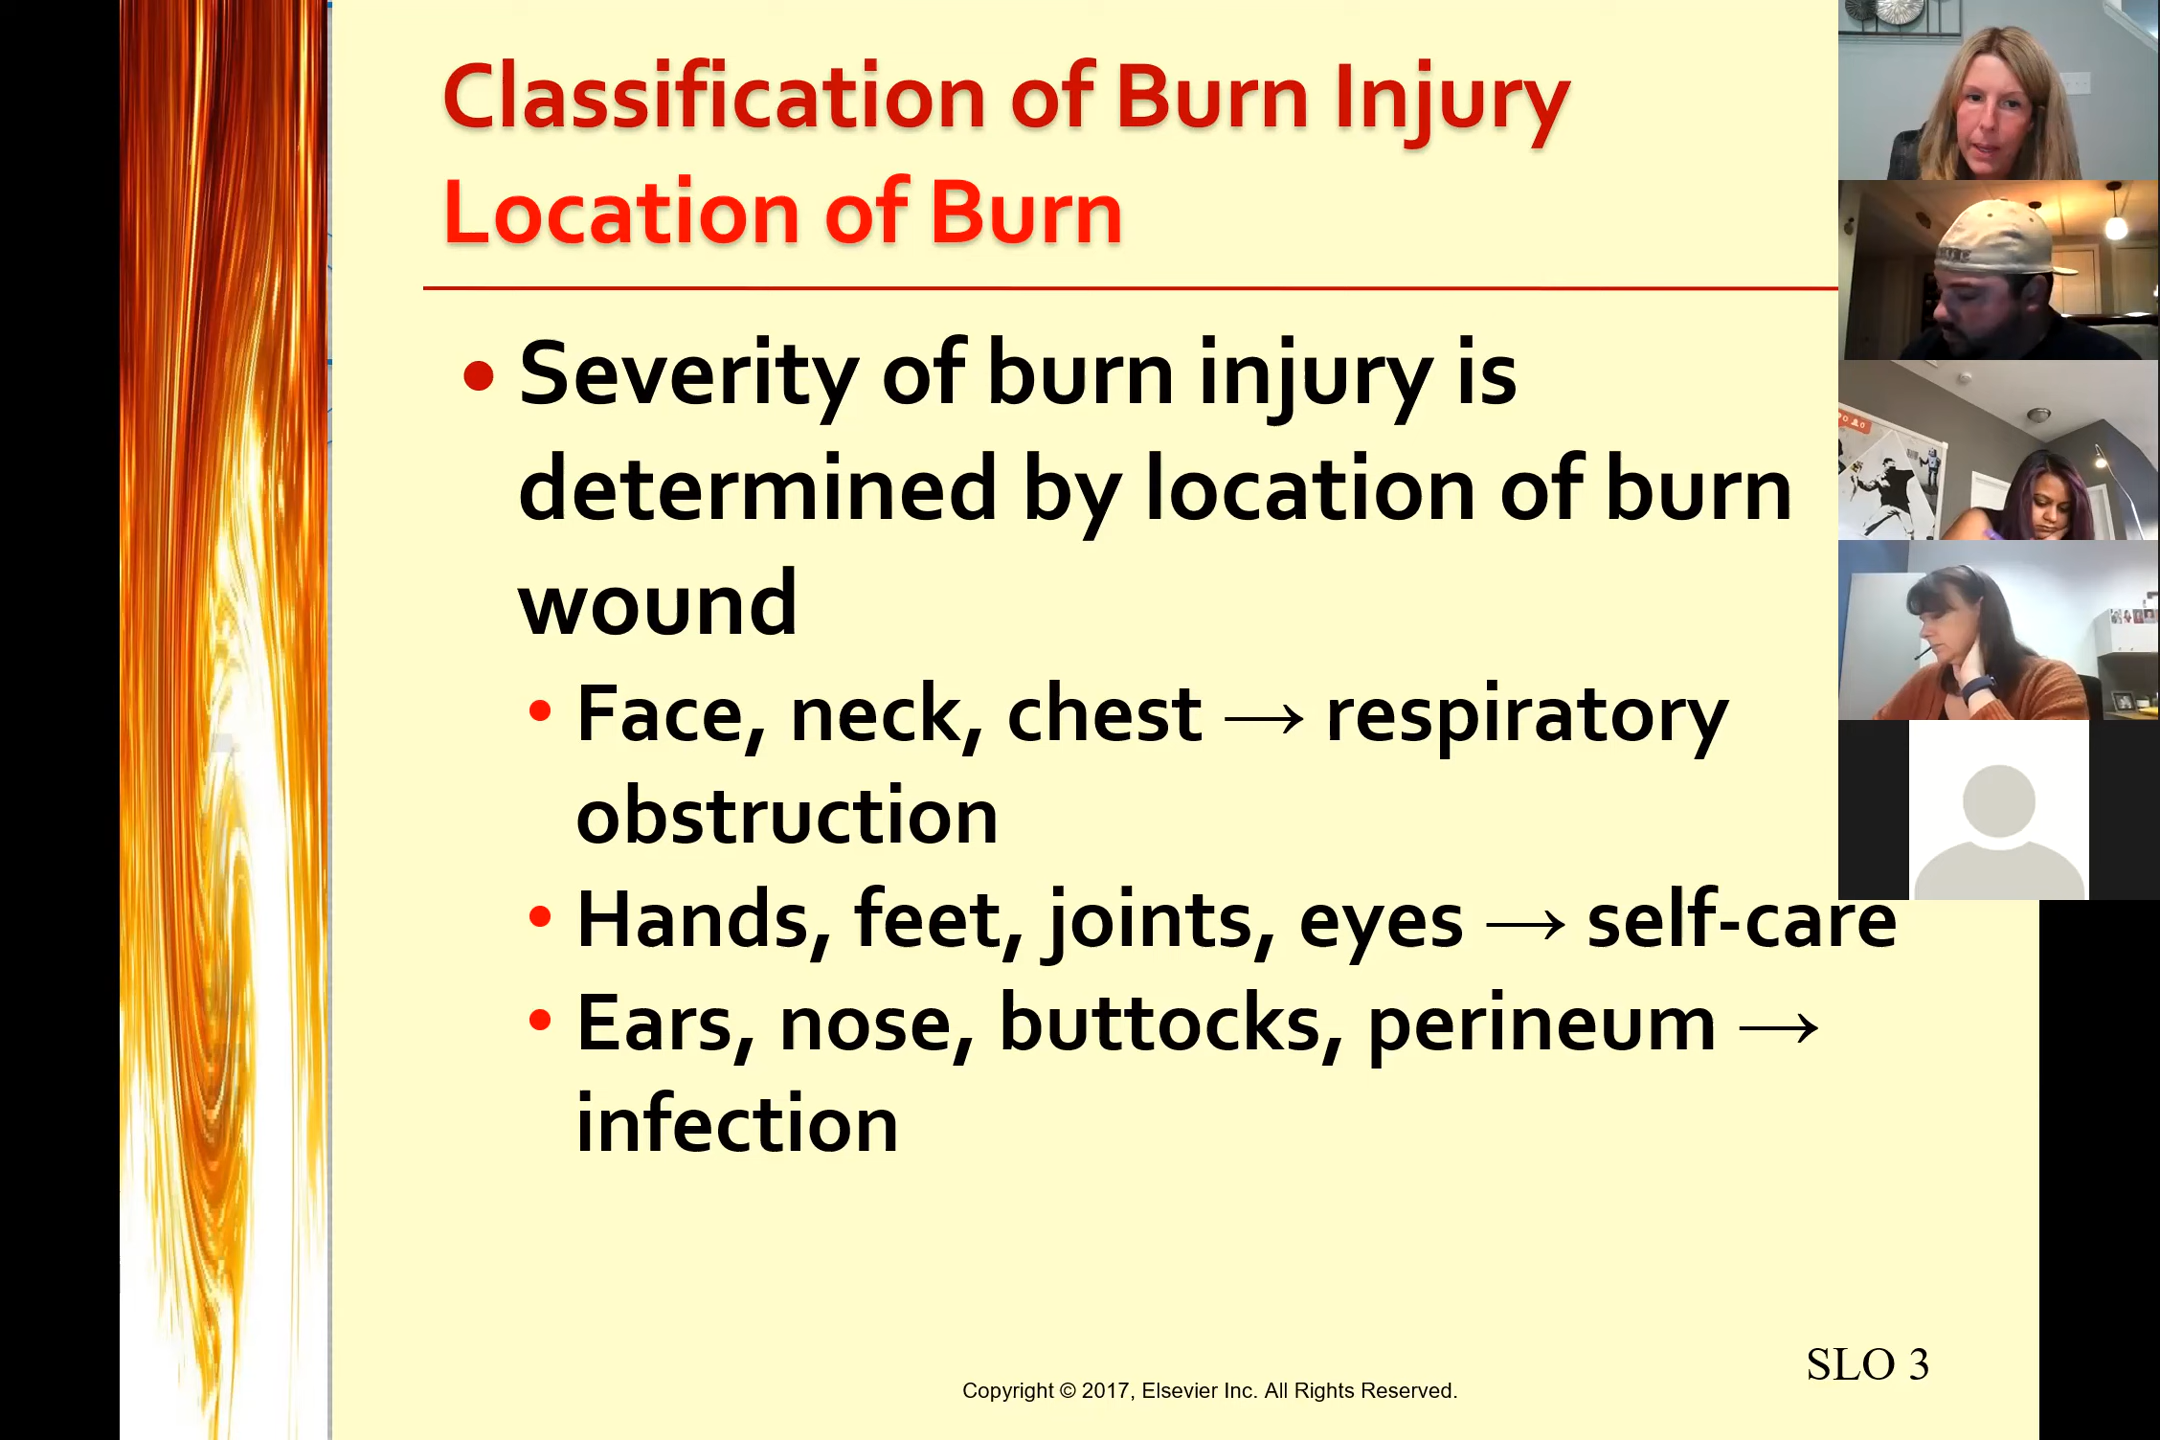 Classification of Burn Injury
Location of Burn
• Severity of burn injury is
determined by location of burn
wound
• Face, neck, chest → respiratory
obstruction
• Hands, feet, joints, eyes → self-care
• Ears, nose, buttocks, perineum →
infection
SLO 3
Copyright © 2017, Elsevier Inc. All Rights Reserved.